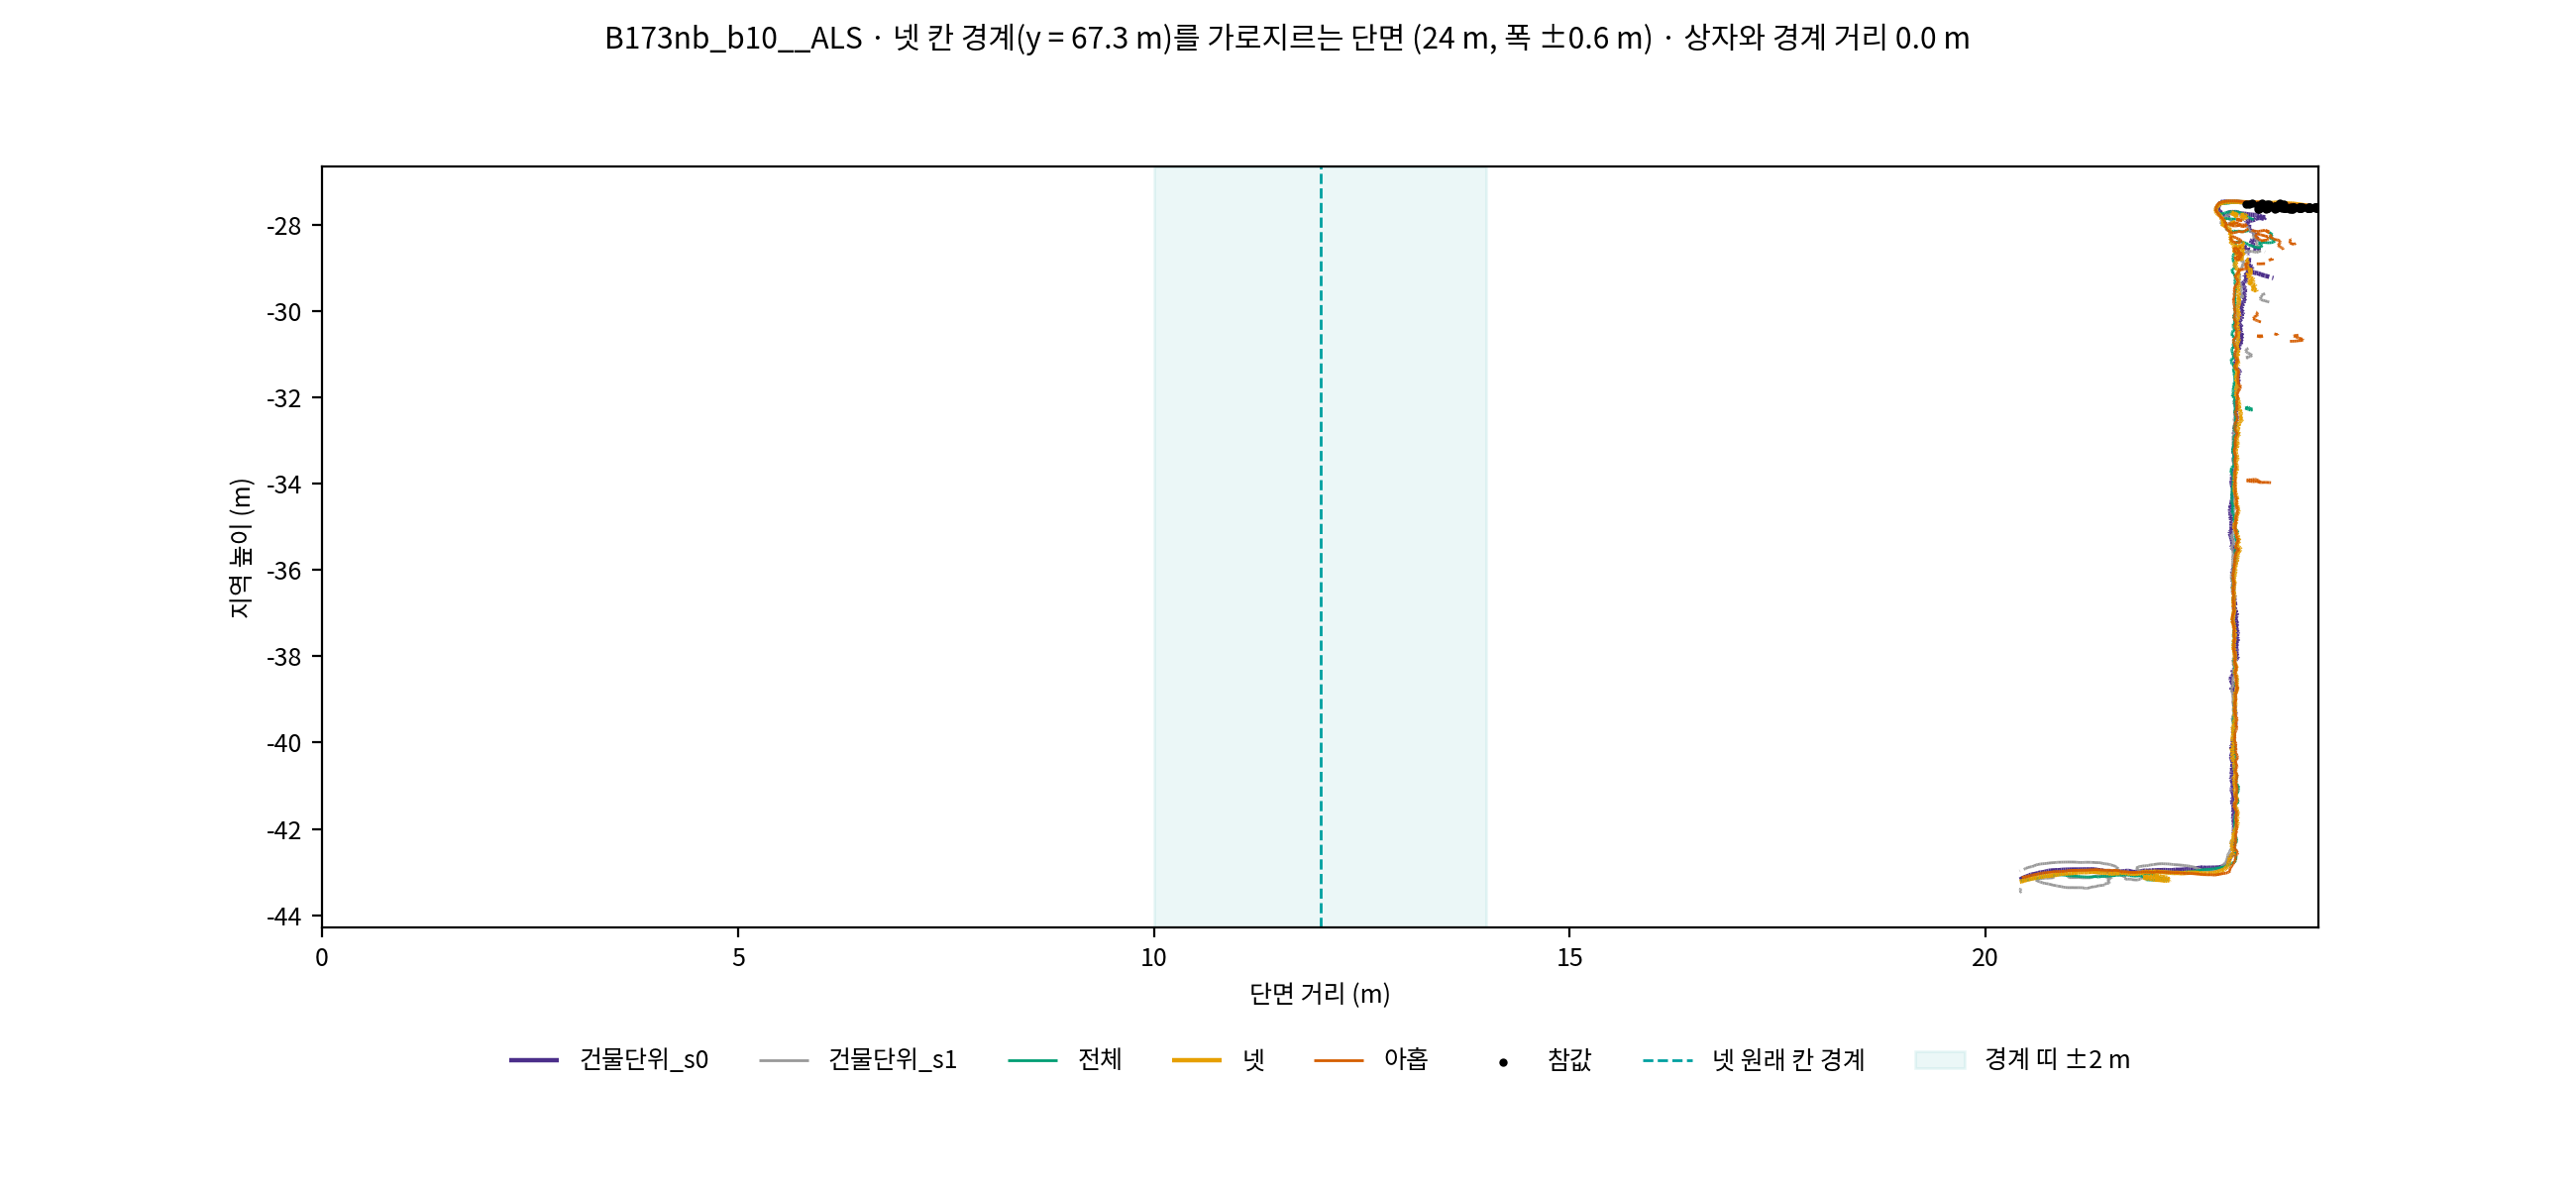 B173nb_b10__ALS · 넷 칸 경계(y = 67.3 m)를 가로지르는 단면 (24 m, 폭 ±0.6 m) · 상자와 경계 거리 0.0 m
-28
-30
-32
-34
-36
-38
-40
-42
-44
지역 높이 (m)
0 5 10 15 20
단면 거리 (m)
건물단위_s0 건물단위_s1 전체 넷 아홉 참값 넷 원래 칸 경계 경계 띠 ±2 m